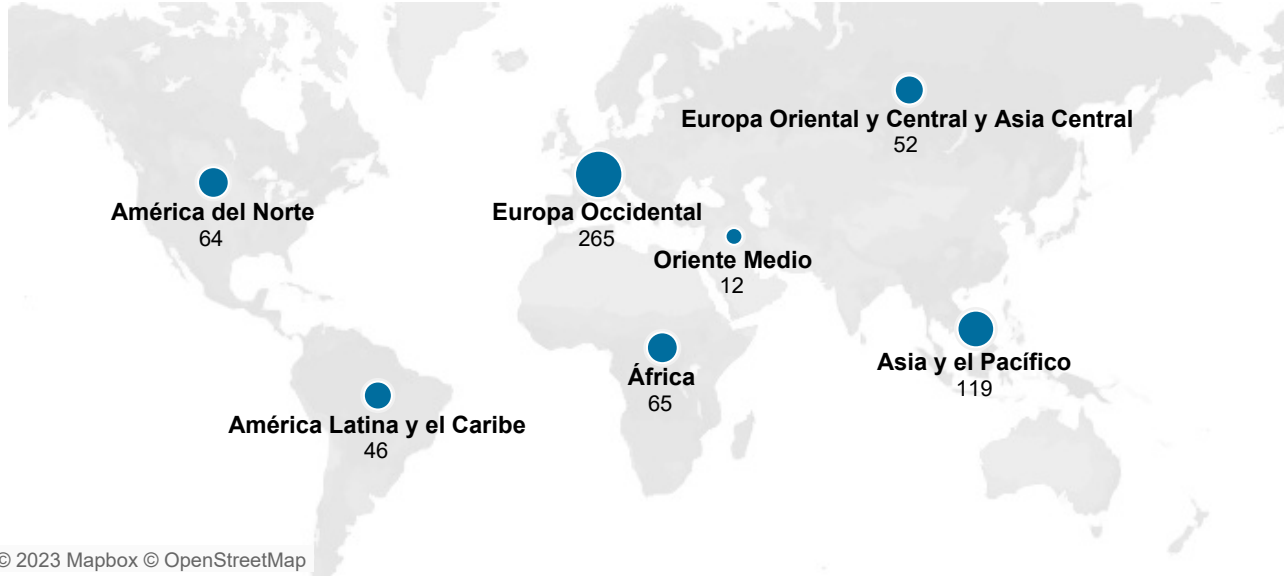 Europa Oriental y Central y Asia Central
52
América del Norte
64
Europa Occidental
265
Oriente Medio
12
Asia y el Pacífico
119
África
65
América Latina y el Caribe
46
© 2023 Mapbox © OpenStreetMap